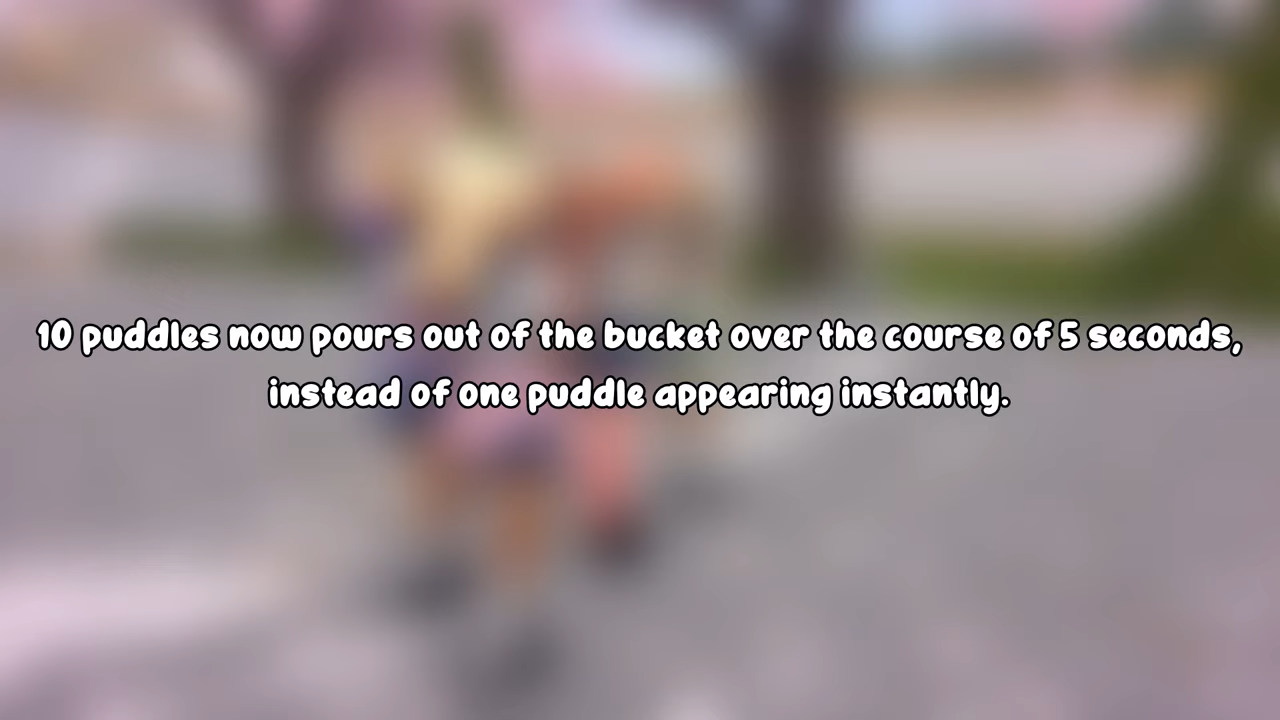 10 puddles now pours out of the bucket over the course of 5 seconds,
instead of one puddle appearing instantly.